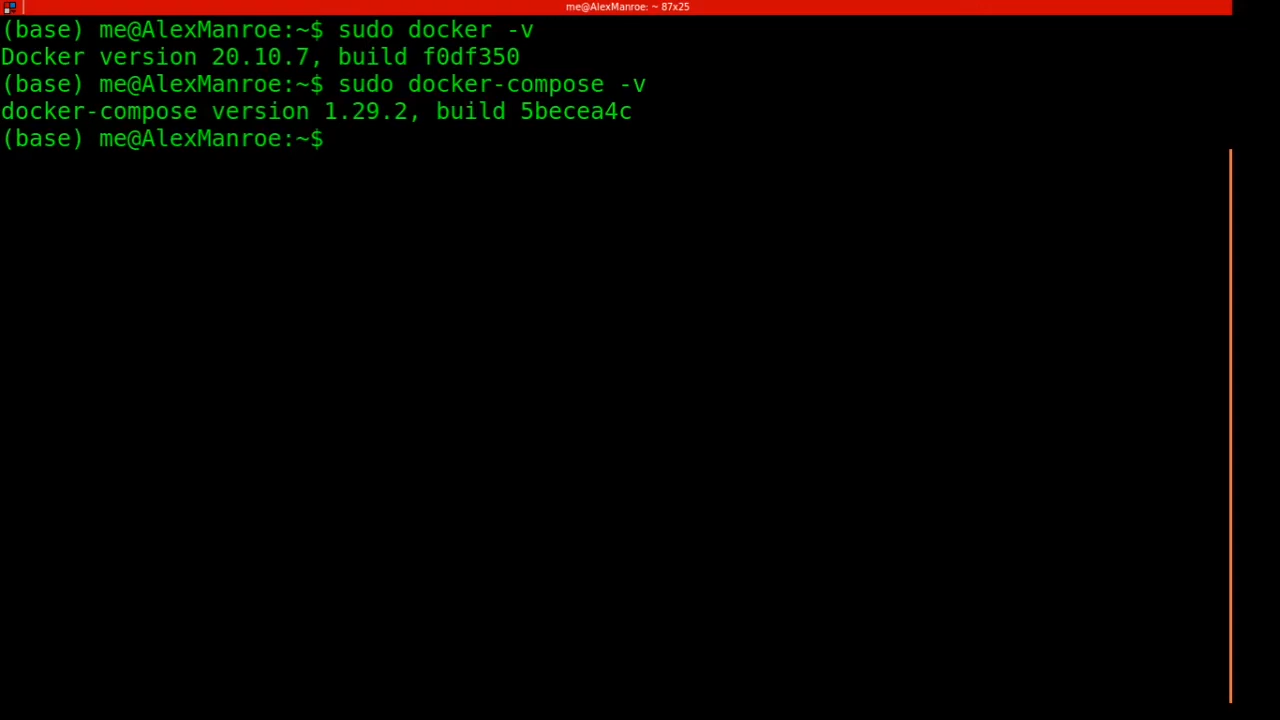 me@AlexManroe: ~ 87x25
(base) me@AlexManroe:~$ sudo docker -v
Docker version 20.10.7, build f0df350
(base) me@AlexManroe:~$ sudo docker-compose -v
docker-compose version 1.29.2, build 5becea4c
(base) me@AlexManroe:~$